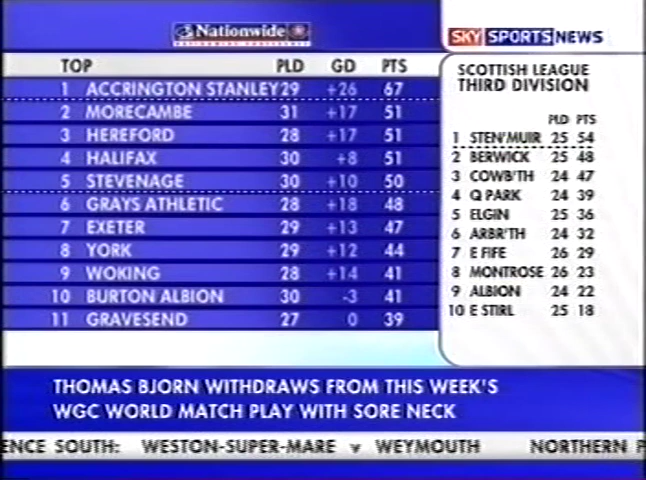 Nationwide
TOP PLD GD PTS
1 ACCRINGTON STANLEY 29 +26 67
2 MORECAMBE 31 +17 51
3 HEREFORD 28 +17 51
4 HALIFAX 30 +8 51
5 STEVENAGE 30 +10 50
6 GRAYS ATHLETIC 28 +18 48
7 EXETER 29 +13 47
8 YORK 29 +12 44
9 WOKING 28 +14 41
10 BURTON ALBION 30 -3 41
11 GRAVESEND 27 0 39
SKY SPORTS NEWS
SCOTTISH LEAGUE
THIRD DIVISION
PLD PTS
1 STEN'MUIR 25 54
2 BERWICK 25 48
3 COWB'TH 24 47
4 Q PARK 24 39
5 ELGIN 25 36
6 ARBR'TH 24 32
7 E FIFE 26 29
8 MONTROSE 26 23
9 ALBION 24 22
10 E STIRL 25 18
THOMAS BJORN WITHDRAWS FROM THIS WEEK'S
WGC WORLD MATCH PLAY WITH SORE NECK
ENCE SOUTH: WESTON-SUPER-MARE v WEYMOUTH NORTHERN